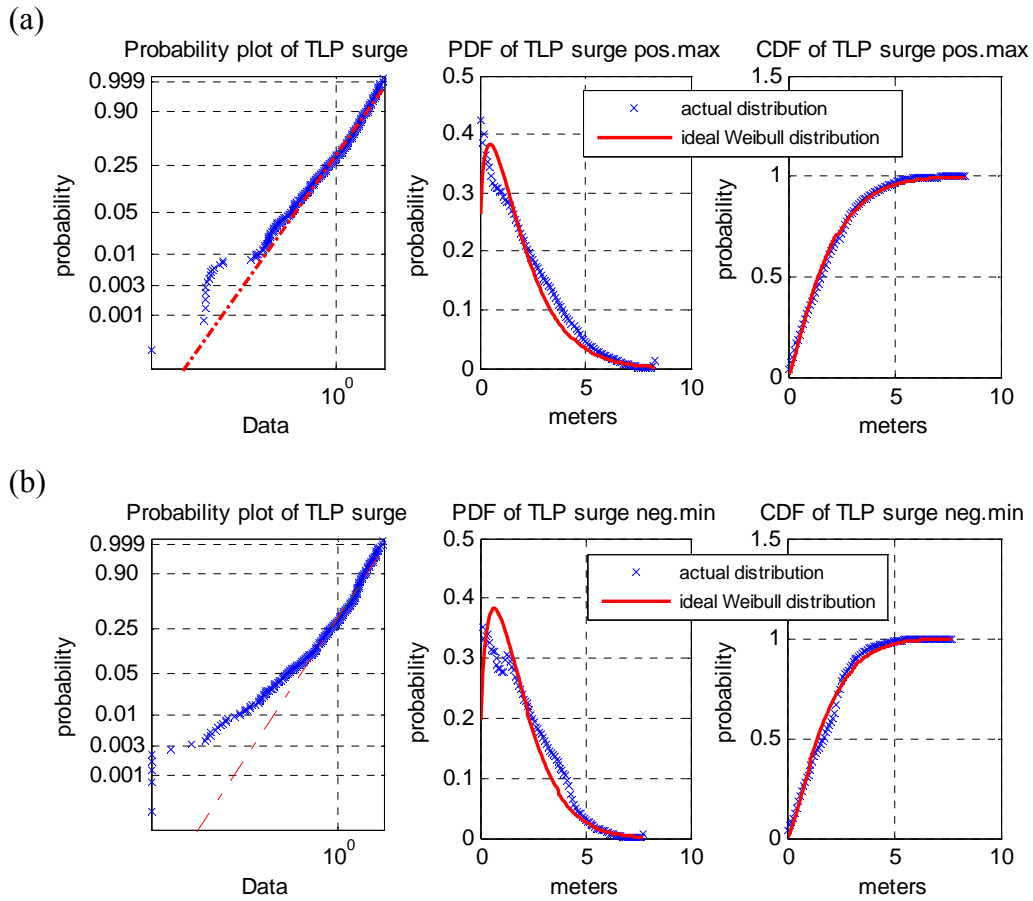 (a)
Probability plot of TLP surge
0.999
0.90
0.25
0.05
0.01
0.003
0.001
probability
10^0
Data
PDF of TLP surge pos.max
0.5
0.4
0.3
0.2
0.1
0
probability
0 5 10
meters
CDF of TLP surge pos.max
1.5
1
0.5
0
probability
0 5 10
meters
actual distribution
ideal Weibull distribution
(b)
Probability plot of TLP surge
0.999
0.90
0.25
0.05
0.01
0.003
0.001
probability
10^0
Data
PDF of TLP surge neg.min
0.5
0.4
0.3
0.2
0.1
0
probability
0 5 10
meters
CDF of TLP surge neg.min
1.5
1
0.5
0
probability
0 5 10
meters
actual distribution
ideal Weibull distribution